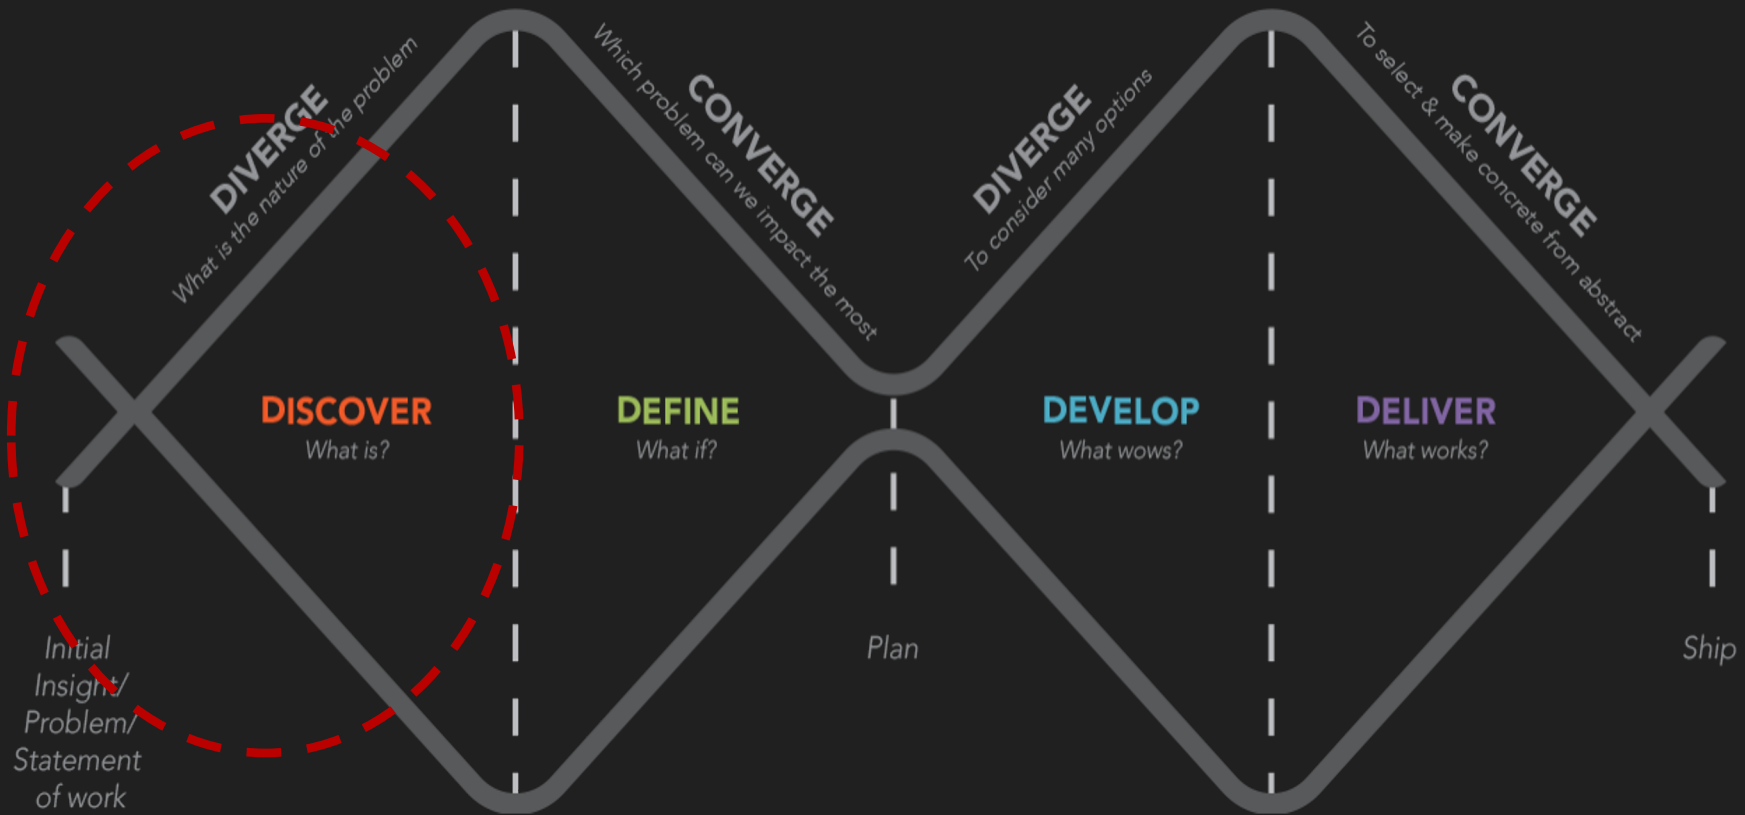 DIVERGE
What is the nature of the problem
Which problem can we impact the most
CONVERGE
DIVERGE
To consider many options
To select & make concrete from abstract
CONVERGE
DISCOVER
What is?
DEFINE
What if?
DEVELOP
What wows?
DELIVER
What works?
Initial
Insight/
Problem/
Statement
of work
Plan
Ship